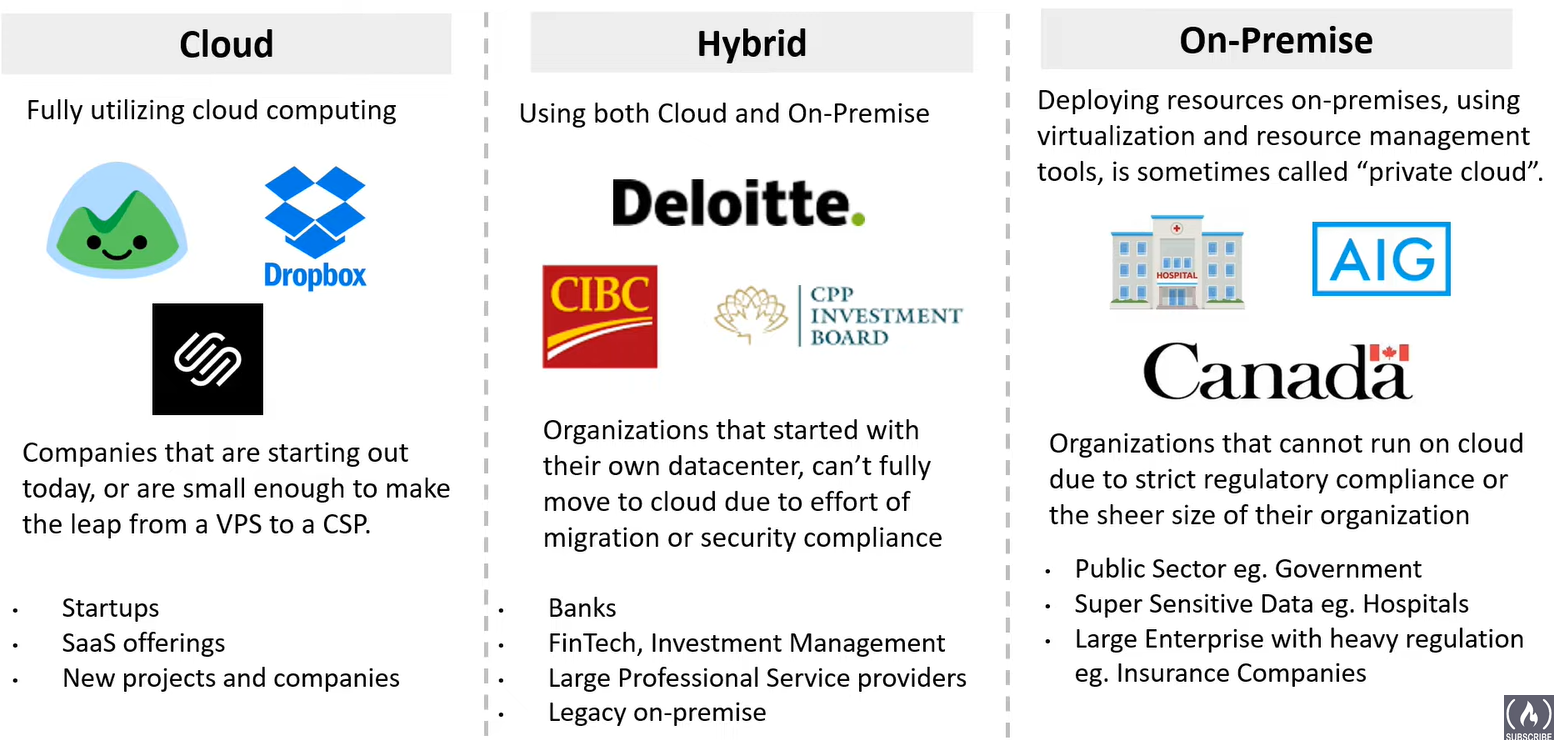 Cloud
Fully utilizing cloud computing
Dropbox
Companies that are starting out
today, or are small enough to make
the leap from a VPS to a CSP.
• Startups
• SaaS offerings
• New projects and companies
Hybrid
Using both Cloud and On-Premise
Deloitte.
CIBC
CPP
INVESTMENT
BOARD
Organizations that started with
their own datacenter, can’t fully
move to cloud due to effort of
migration or security compliance
• Banks
• FinTech, Investment Management
• Large Professional Service providers
• Legacy on-premise
On-Premise
Deploying resources on-premises, using
virtualization and resource management
tools, is sometimes called “private cloud”.
HOSPITAL
AIG
Canada
Organizations that cannot run on cloud
due to strict regulatory compliance or
the sheer size of their organization
• Public Sector eg. Government
• Super Sensitive Data eg. Hospitals
• Large Enterprise with heavy regulation
eg. Insurance Companies
SUBSCRIBE